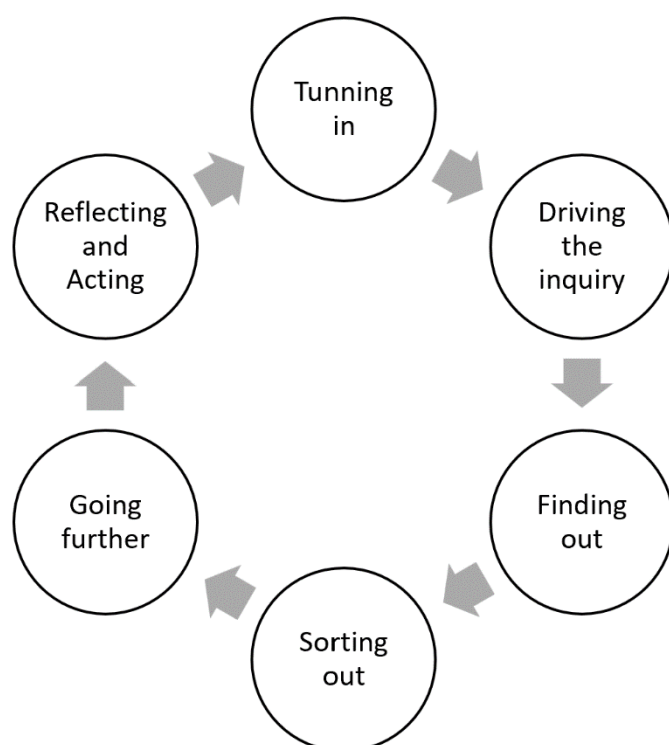 Tunning
in
Driving
the
inquiry
Finding
out
Sorting
out
Going
further
Reflecting
and
Acting